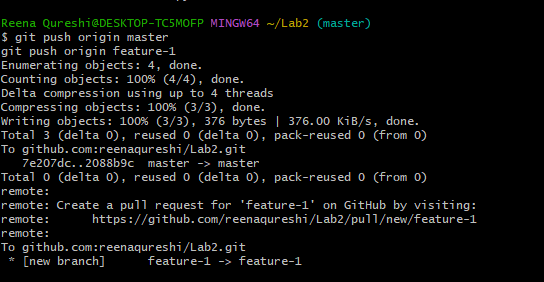 Reena Qureshi@DESKTOP-TC5MOFP MINGW64 ~/Lab2 (master)
$ git push origin master
git push origin feature-1
Enumerating objects: 4, done.
Counting objects: 100% (4/4), done.
Delta compression using up to 4 threads
Compressing objects: 100% (3/3), done.
Writing objects: 100% (3/3), 376 bytes | 376.00 KiB/s, done.
Total 3 (delta 0), reused 0 (delta 0), pack-reused 0 (from 0)
To github.com:reenaqureshi/Lab2.git
   7e207dc..2088b9c  master -> master
Total 0 (delta 0), reused 0 (delta 0), pack-reused 0 (from 0)
remote:
remote: Create a pull request for 'feature-1' on GitHub by visiting:
remote:      https://github.com/reenaqureshi/Lab2/pull/new/feature-1
remote:
To github.com:reenaqureshi/Lab2.git
 * [new branch]      feature-1 -> feature-1